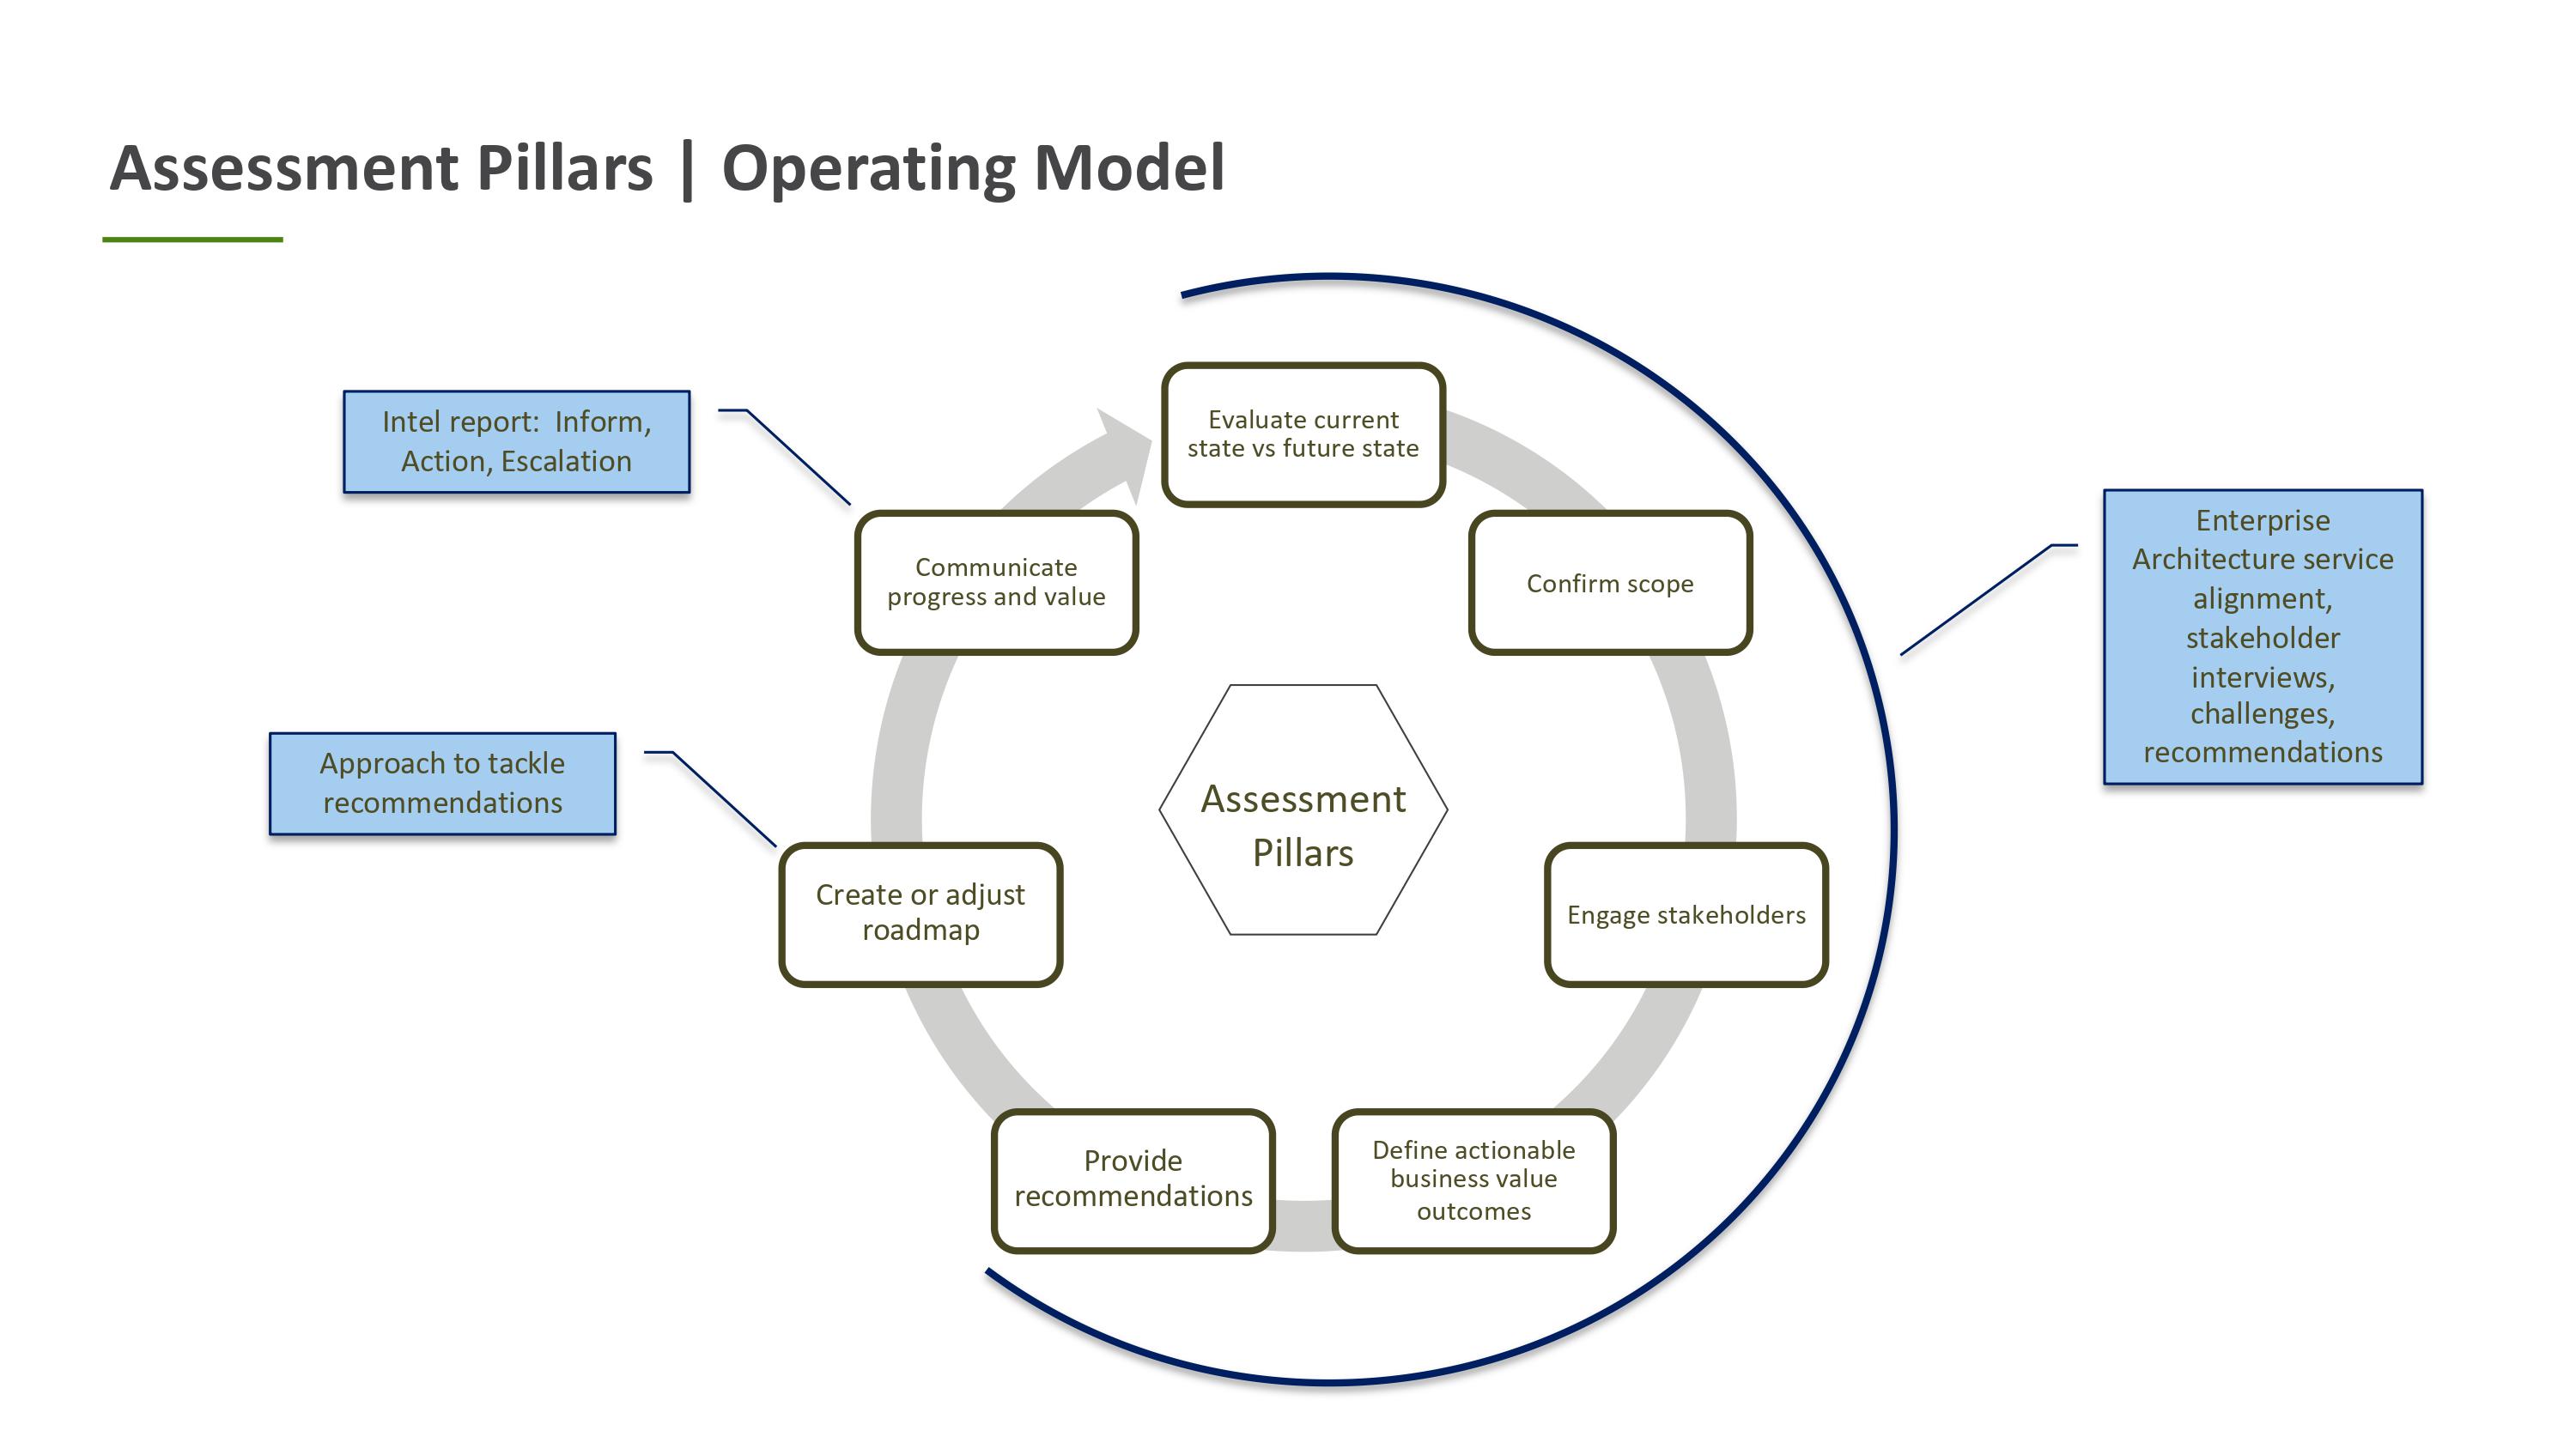 Assessment Pillars | Operating Model
Evaluate current
state vs future state
Confirm scope
Engage stakeholders
Define actionable
business value
outcomes
Provide
recommendations
Create or adjust
roadmap
Communicate
progress and value
Assessment
Pillars
Intel report:  Inform,
Action, Escalation
Approach to tackle
recommendations
Enterprise
Architecture service
alignment,
stakeholder
interviews,
challenges,
recommendations